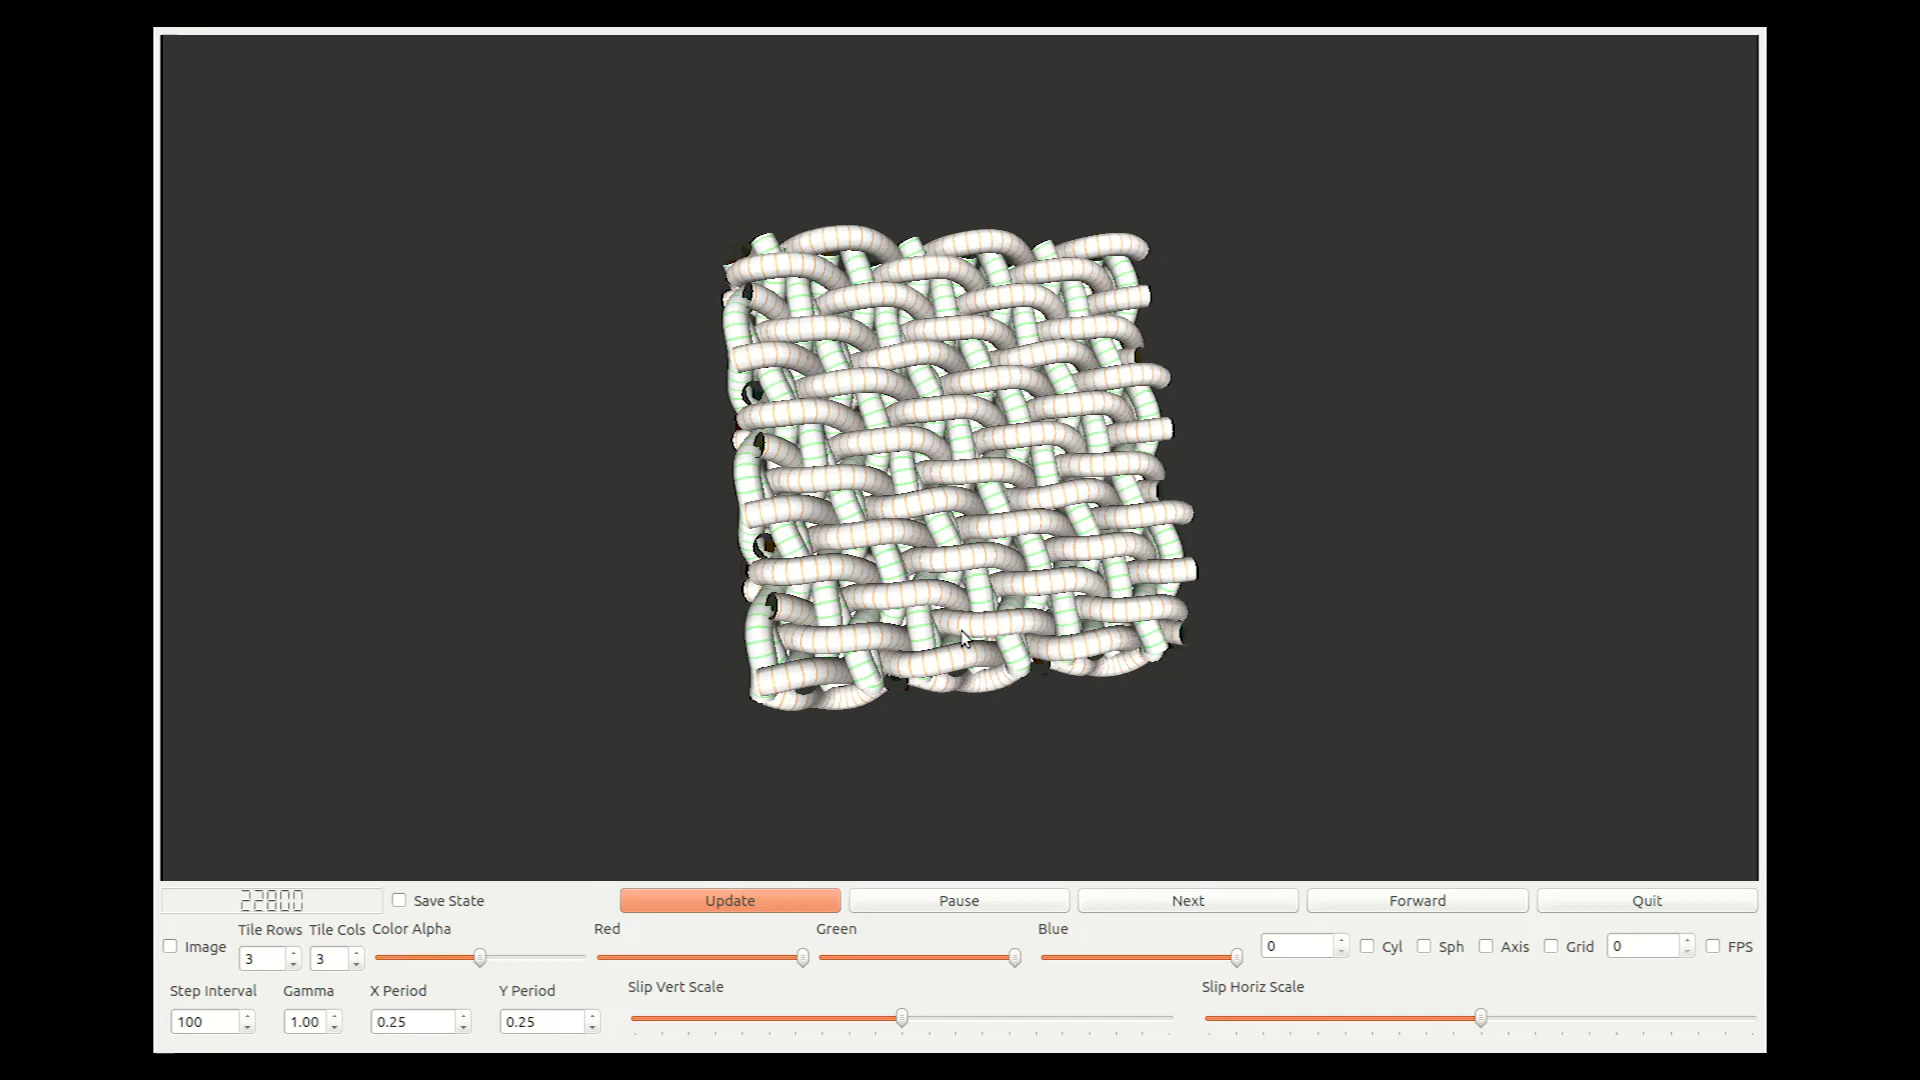 22800 Save State Update Pause Next Forward Quit
Image Tile Rows Tile Cols Color Alpha Red Green Blue
3 3 0 Cyl Sph Axis Grid 0 FPS
Step Interval Gamma X Period Y Period Slip Vert Scale Slip Horiz Scale
100 1.00 0.25 0.25